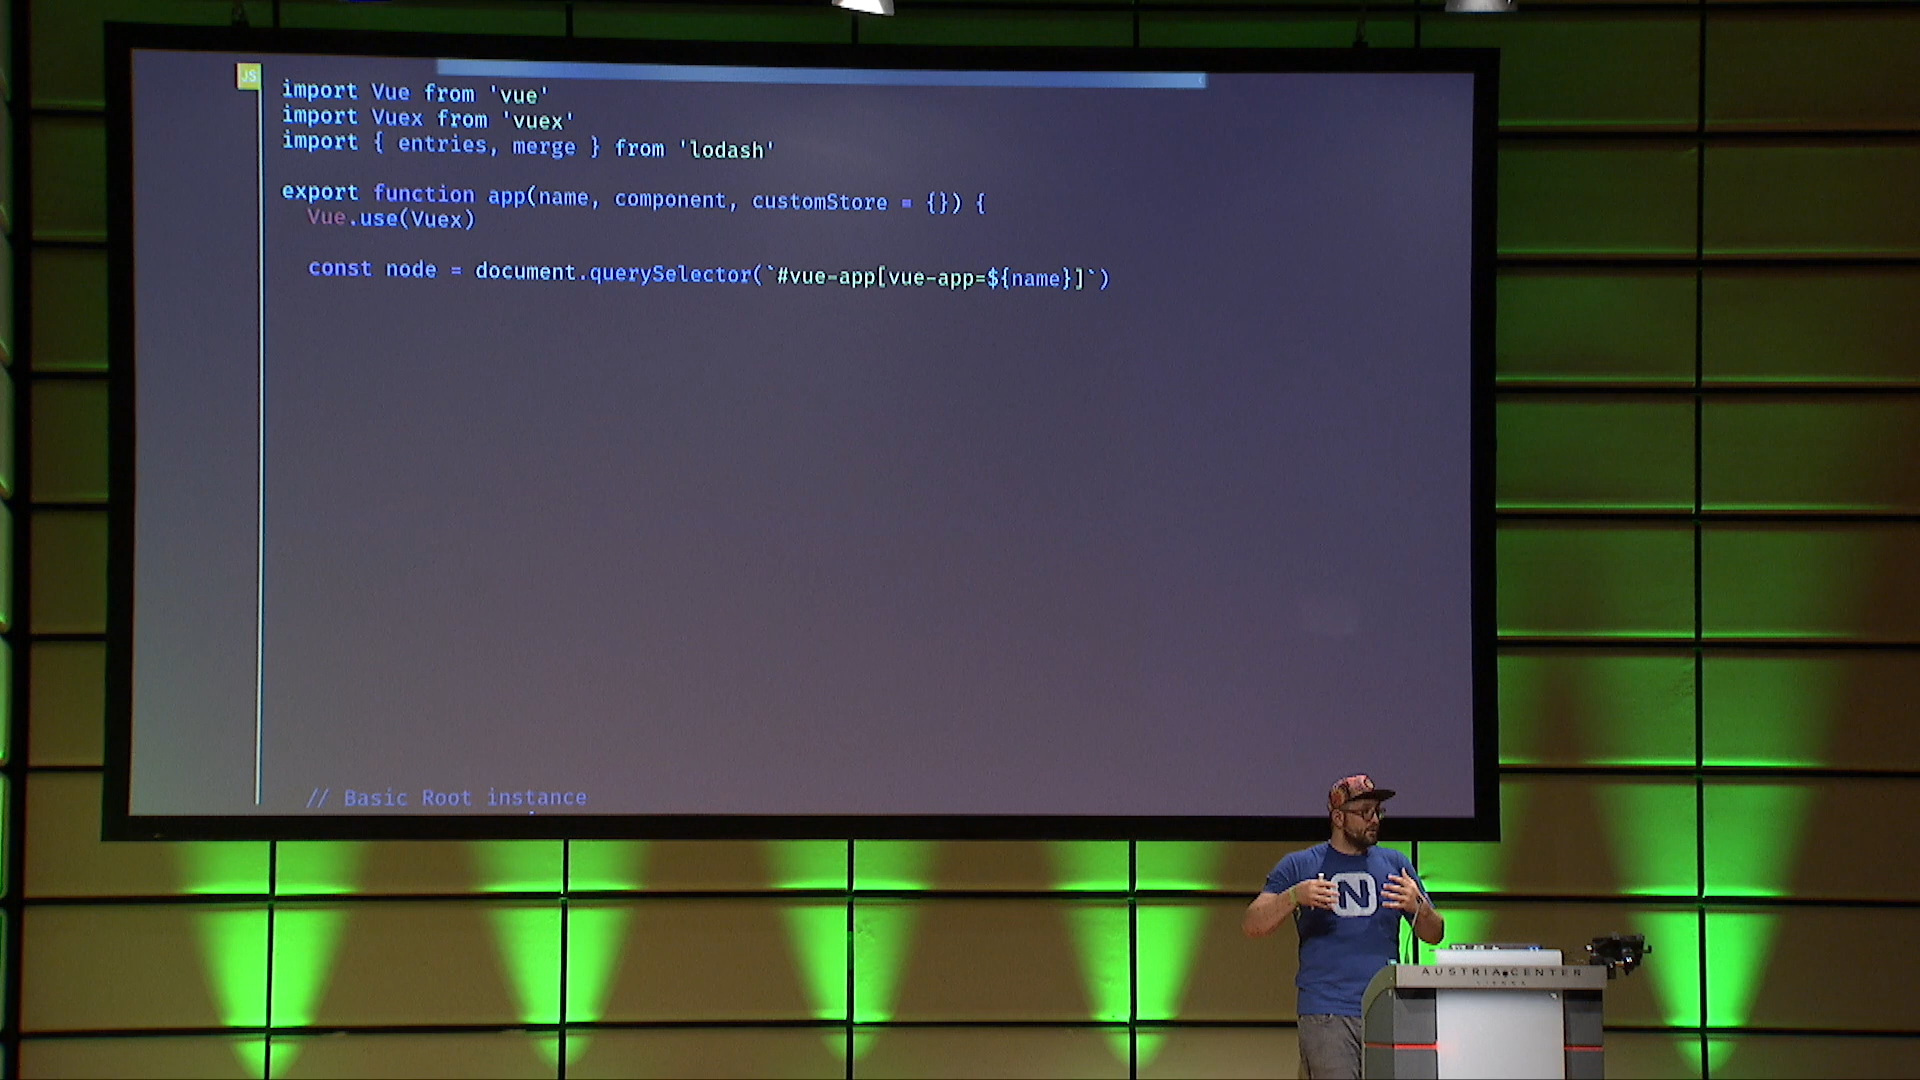 JS
import Vue from 'vue'
import Vuex from 'vuex'
import { entries, merge } from 'lodash'
export function app(name, component, customStore = {}) {
Vue.use(Vuex)
const node = document.querySelector(`#vue-app[vue-app=${name}]`)
// Basic Root instance
N
AUSTRIA CENTER
VIENNA